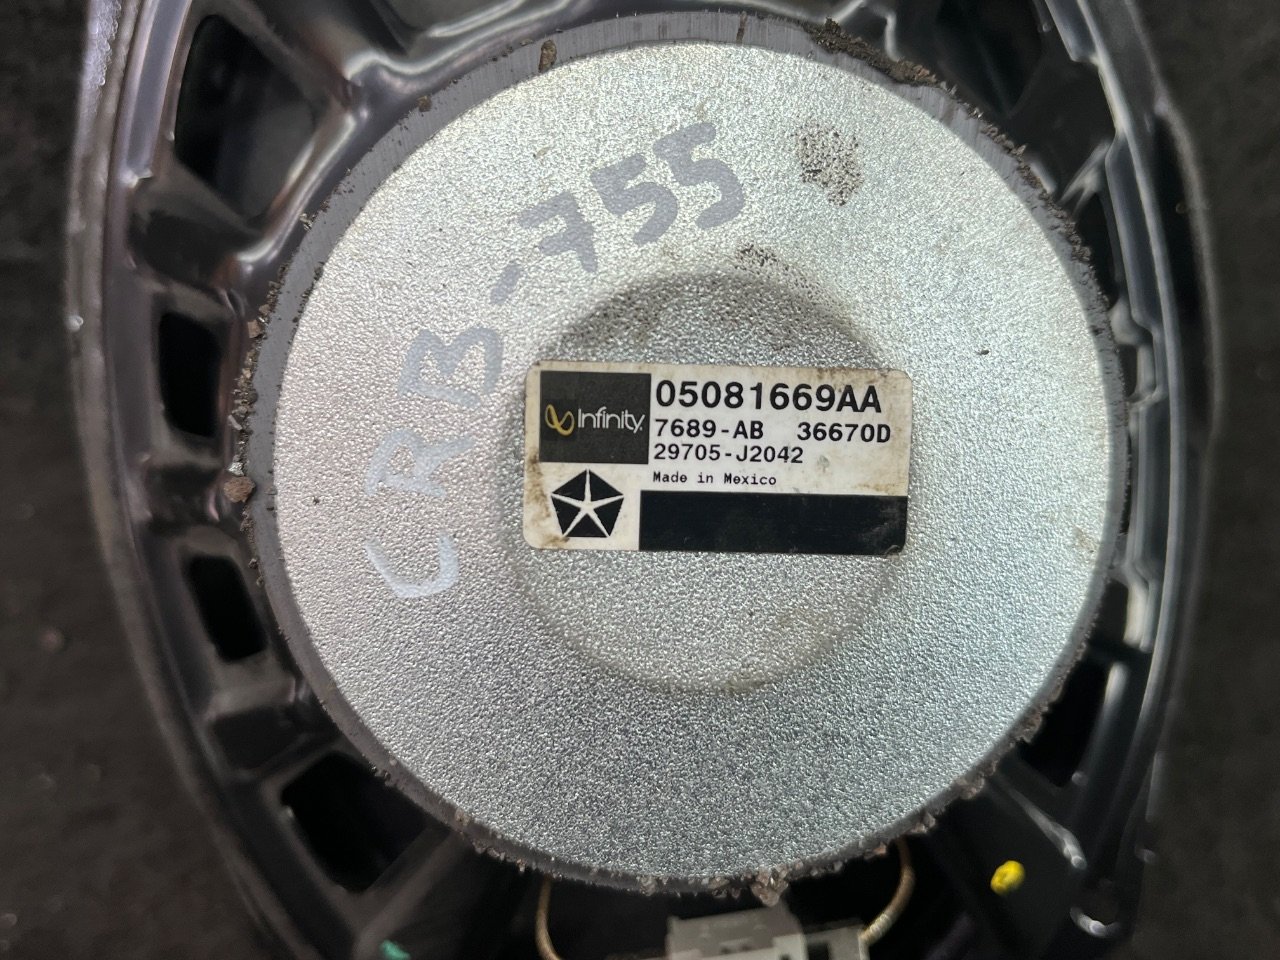 CRB-755
Infinity
05081669AA
7689-AB 36670D
29705-J2042
Made in Mexico